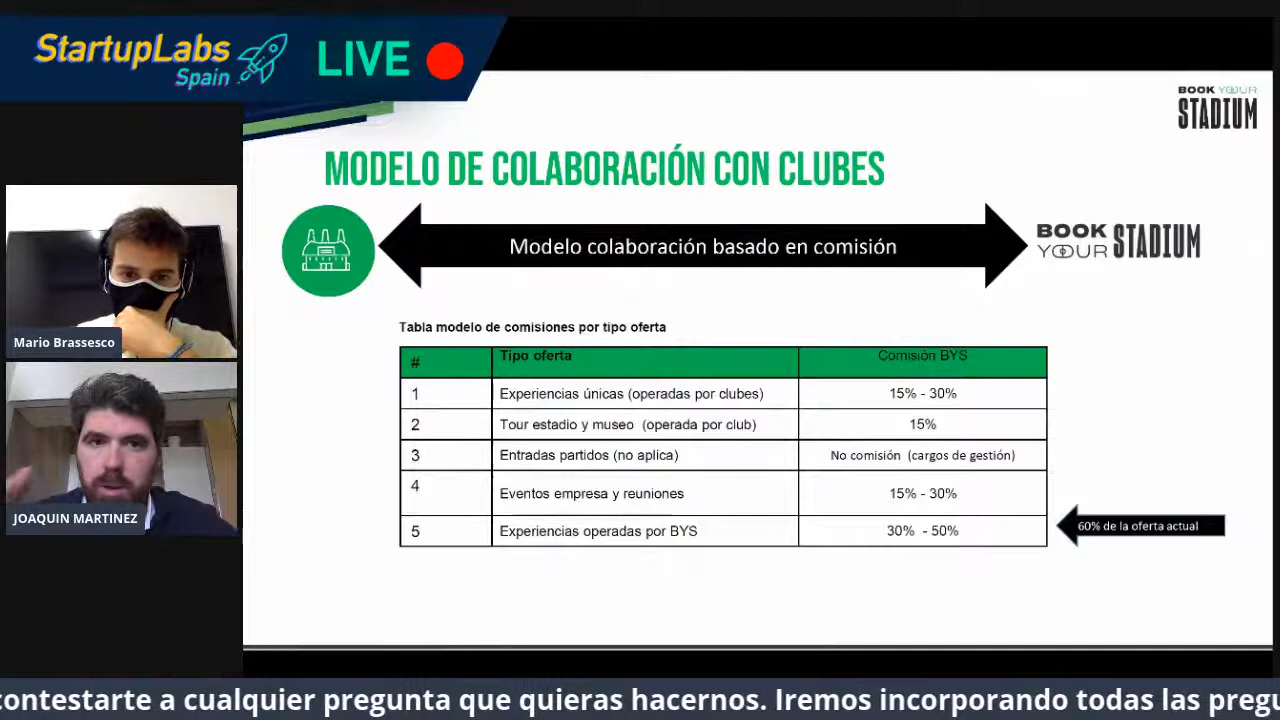 StartupLabs
Spain
LIVE
BOOK YOUR
STADIUM
MODELO DE COLABORACIÓN CON CLUBES
Modelo colaboración basado en comisión
BOOK
YOUR STADIUM
Tabla modelo de comisiones por tipo oferta
# Tipo oferta Comisión BYS
1 Experiencias únicas (operadas por clubes) 15% - 30%
2 Tour estadio y museo (operada por club) 15%
3 Entradas partidos (no aplica) No comisión (cargos de gestión)
4 Eventos empresa y reuniones 15% - 30%
5 Experiencias operadas por BYS 30% - 50%
60% de la oferta actual
Mario Brassesco
JOAQUIN MARTINEZ
contestarte a cualquier pregunta que quieras hacernos. Iremos incorporando todas las pregu